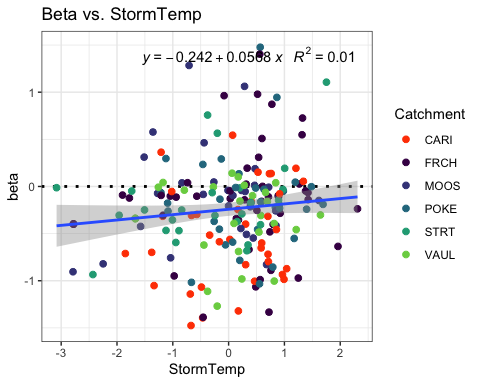 Beta vs. StormTemp
y = −0.242 + 0.0568 x R² = 0.01
1
0
-1
beta
-3 -2 -1 0 1 2
StormTemp
Catchment
CARI
FRCH
MOOS
POKE
STRT
VAUL